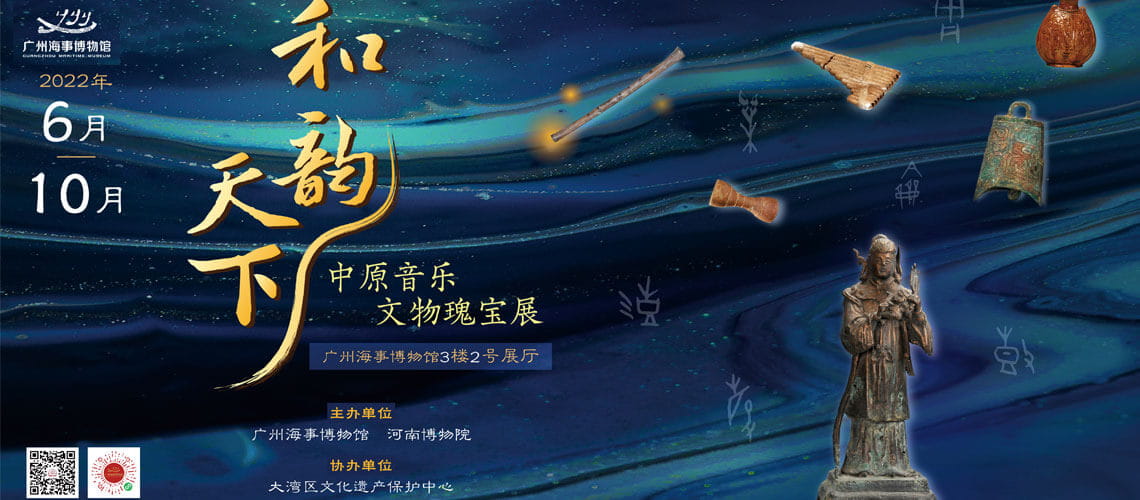 广州海事博物馆
GUANGZHOU MARITIME MUSEUM
2022年
6月
10月
和韵天下
中原音乐
文物瑰宝展
广州海事博物馆3楼2号展厅
主办单位
广州海事博物馆 河南博物院
协办单位
大湾区文化遗产保护中心